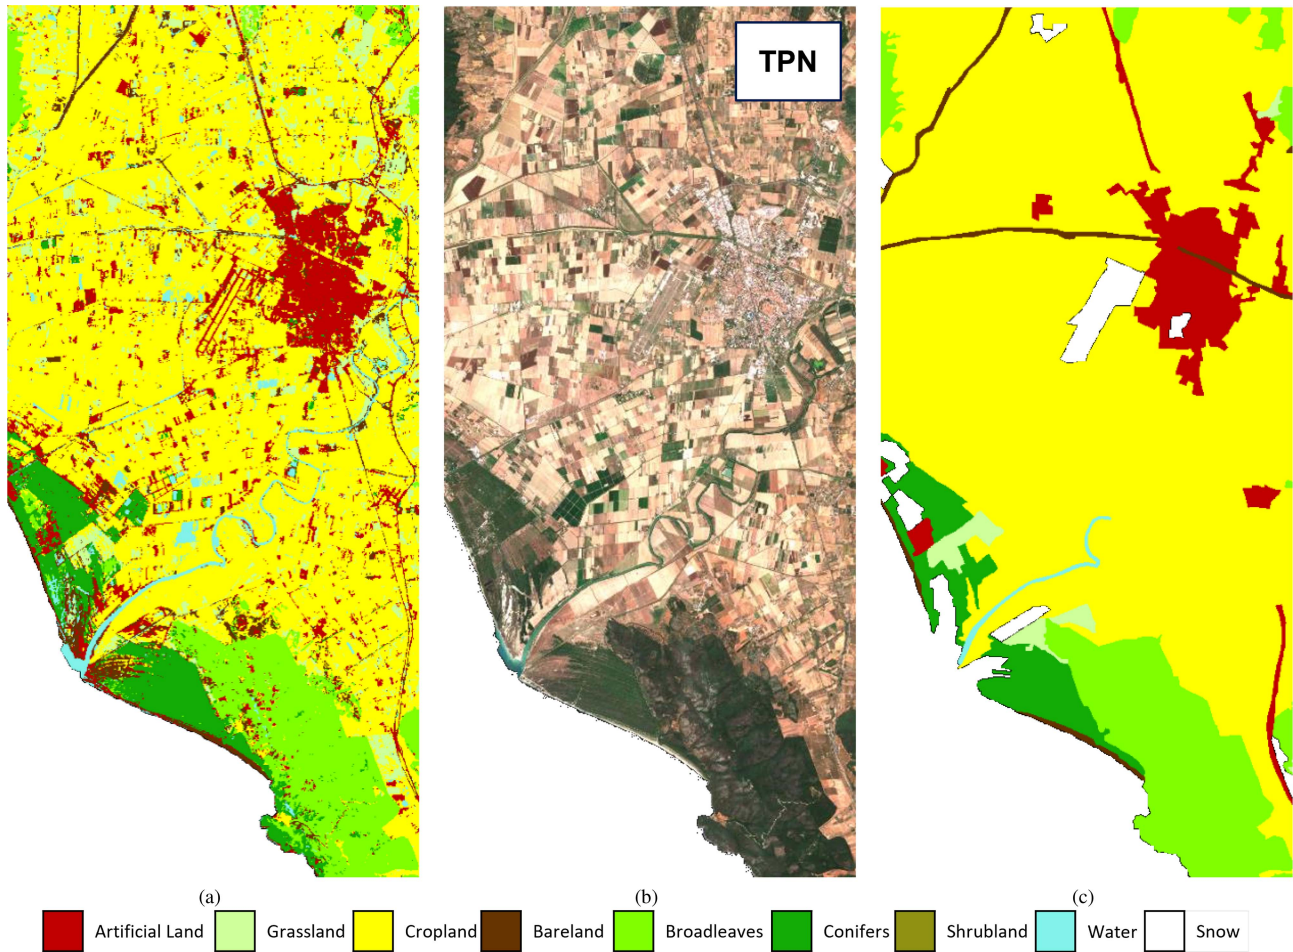 TPN
(a) (b) (c)
Artificial Land Grassland Cropland Bareland Broadleaves Conifers Shrubland Water Snow